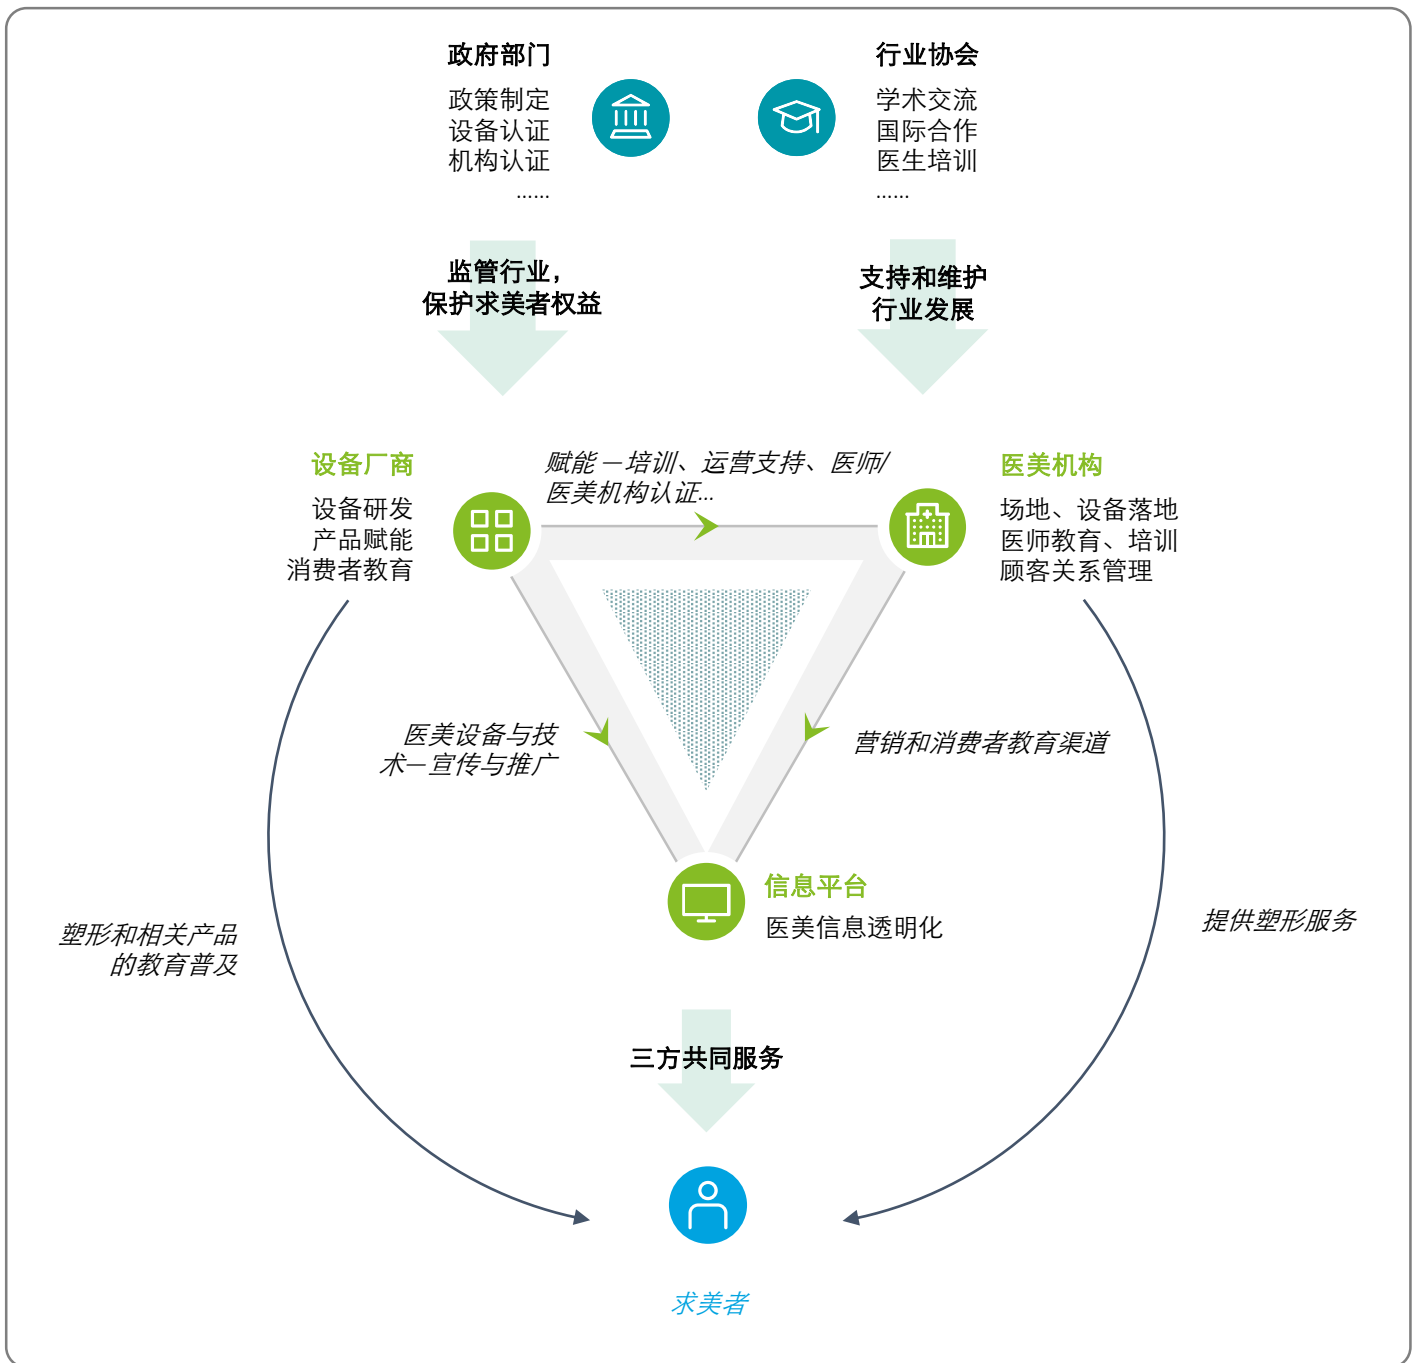 政府部门
政策制定
设备认证
机构认证
......
行业协会
学术交流
国际合作
医生培训
......
监管行业，
保护求美者权益
支持和维护
行业发展
设备厂商
设备研发
产品赋能
消费者教育
赋能 —培训、运营支持、医师/
医美机构认证...
医美机构
场地、设备落地
医师教育、培训
顾客关系管理
医美设备与技
术—宣传与推广
营销和消费者教育渠道
信息平台
医美信息透明化
塑形和相关产品
的教育普及
提供塑形服务
三方共同服务
求美者